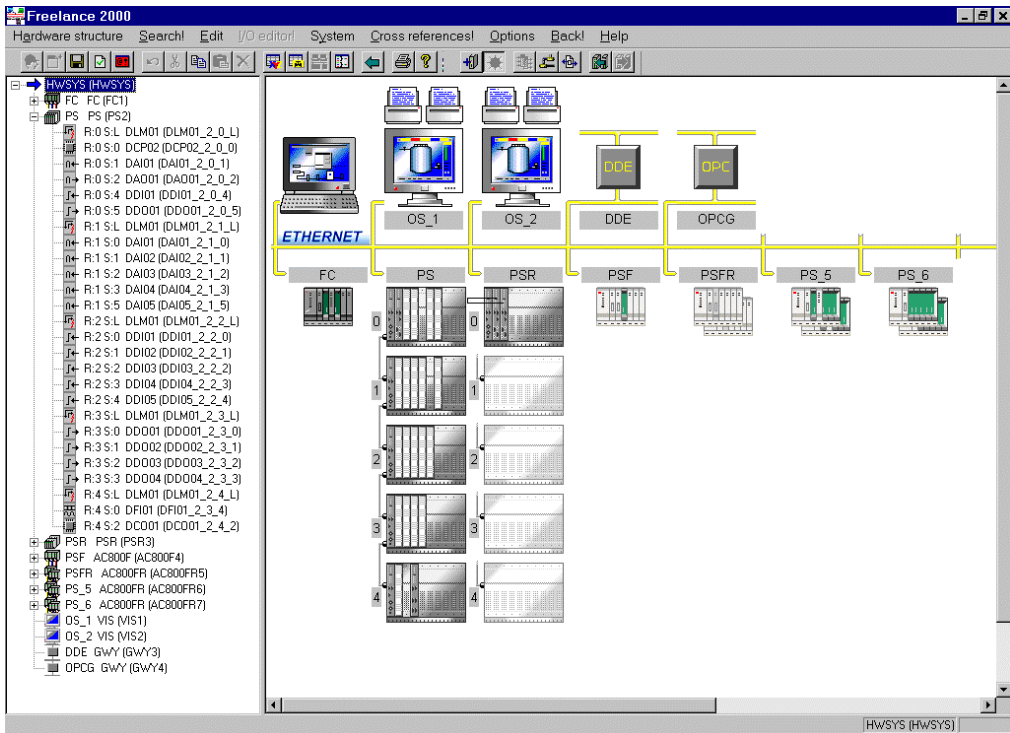 Freelance 2000
Hardware structure Search! Edit I/O editor! System Cross references! Options Back! Help
HWSYS (HWSYS)
FC FC (FC1)
PS PS (PS2)
R:0 S:L DLM01 (DLM01_2_0_L)
R:0 S:0 DCP02 (DCP02_2_0_0)
R:0 S:1 DAI01 (DAI01_2_0_1)
R:0 S:2 DAO01 (DAO01_2_0_2)
R:0 S:4 DDI01 (DDI01_2_0_4)
R:0 S:5 DDO01 (DDO01_2_0_5)
R:1 S:L DLM01 (DLM01_2_1_L)
R:1 S:0 DAI01 (DAI01_2_1_0)
R:1 S:1 DAI02 (DAI02_2_1_1)
R:1 S:2 DAI03 (DAI03_2_1_2)
R:1 S:3 DAI04 (DAI04_2_1_3)
R:1 S:5 DAI05 (DAI05_2_1_5)
R:2 S:L DLM01 (DLM01_2_2_L)
R:2 S:0 DDI01 (DDI01_2_2_0)
R:2 S:1 DDI02 (DDI02_2_2_1)
R:2 S:2 DDI03 (DDI03_2_2_2)
R:2 S:3 DDI04 (DDI04_2_2_3)
R:2 S:4 DDI05 (DDI05_2_2_4)
R:3 S:L DLM01 (DLM01_2_3_L)
R:3 S:0 DDO01 (DDO01_2_3_0)
R:3 S:1 DDO02 (DDO02_2_3_1)
R:3 S:2 DDO03 (DDO03_2_3_2)
R:3 S:3 DDO04 (DDO04_2_3_3)
R:4 S:L DLM01 (DLM01_2_4_L)
R:4 S:0 DFI01 (DFI01_2_3_4)
R:4 S:2 DCO01 (DCO01_2_4_2)
PSR PSR (PSR3)
PSF AC800F (AC800F4)
PSFR AC800FR (AC800FR5)
PS_5 AC800FR (AC800FR6)
PS_6 AC800FR (AC800FR7)
OS_1 VIS (VIS1)
OS_2 VIS (VIS2)
DDE GWY (GWY3)
OPCG GWY (GWY4)
DDE OPC
OS_1 OS_2 DDE OPCG
ETHERNET
FC PS PSR PSF PSFR PS_5 PS_6
0 0
1 1
2 2
3 3
4 4
HWSYS (HWSYS)